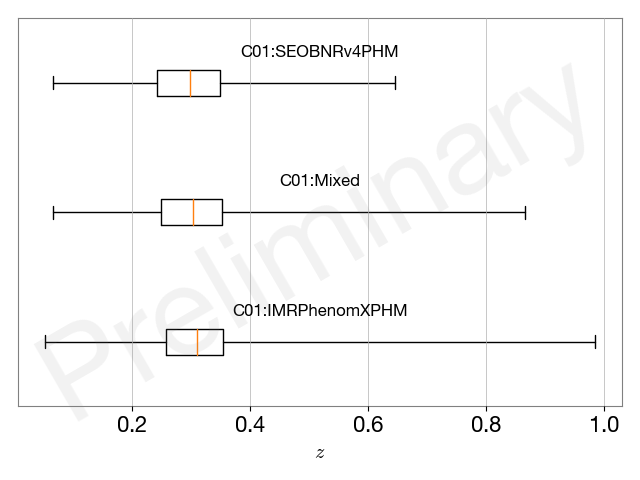 C01:SEOBNRv4PHM
C01:Mixed
C01:IMRPhenomXPHM
Preliminary
0.2 0.4 0.6 0.8 1.0
z